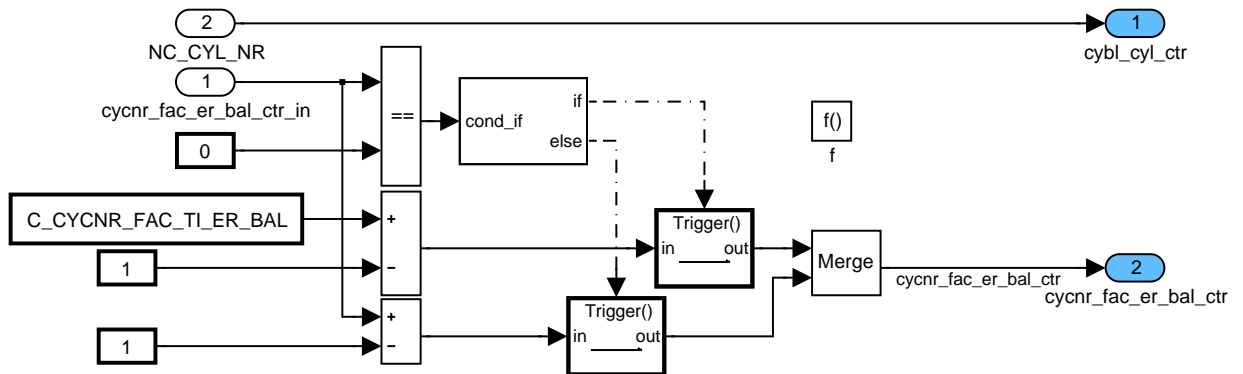 2
NC_CYL_NR
1
cybl_cyl_ctr
1
cycnr_fac_er_bal_ctr_in
0
==
cond_if
if
else
f()
f
C_CYCNR_FAC_TI_ER_BAL
+
−
1
Trigger()
in
out
Merge
cycnr_fac_er_bal_ctr
2
cycnr_fac_er_bal_ctr
+
−
1
Trigger()
in
out